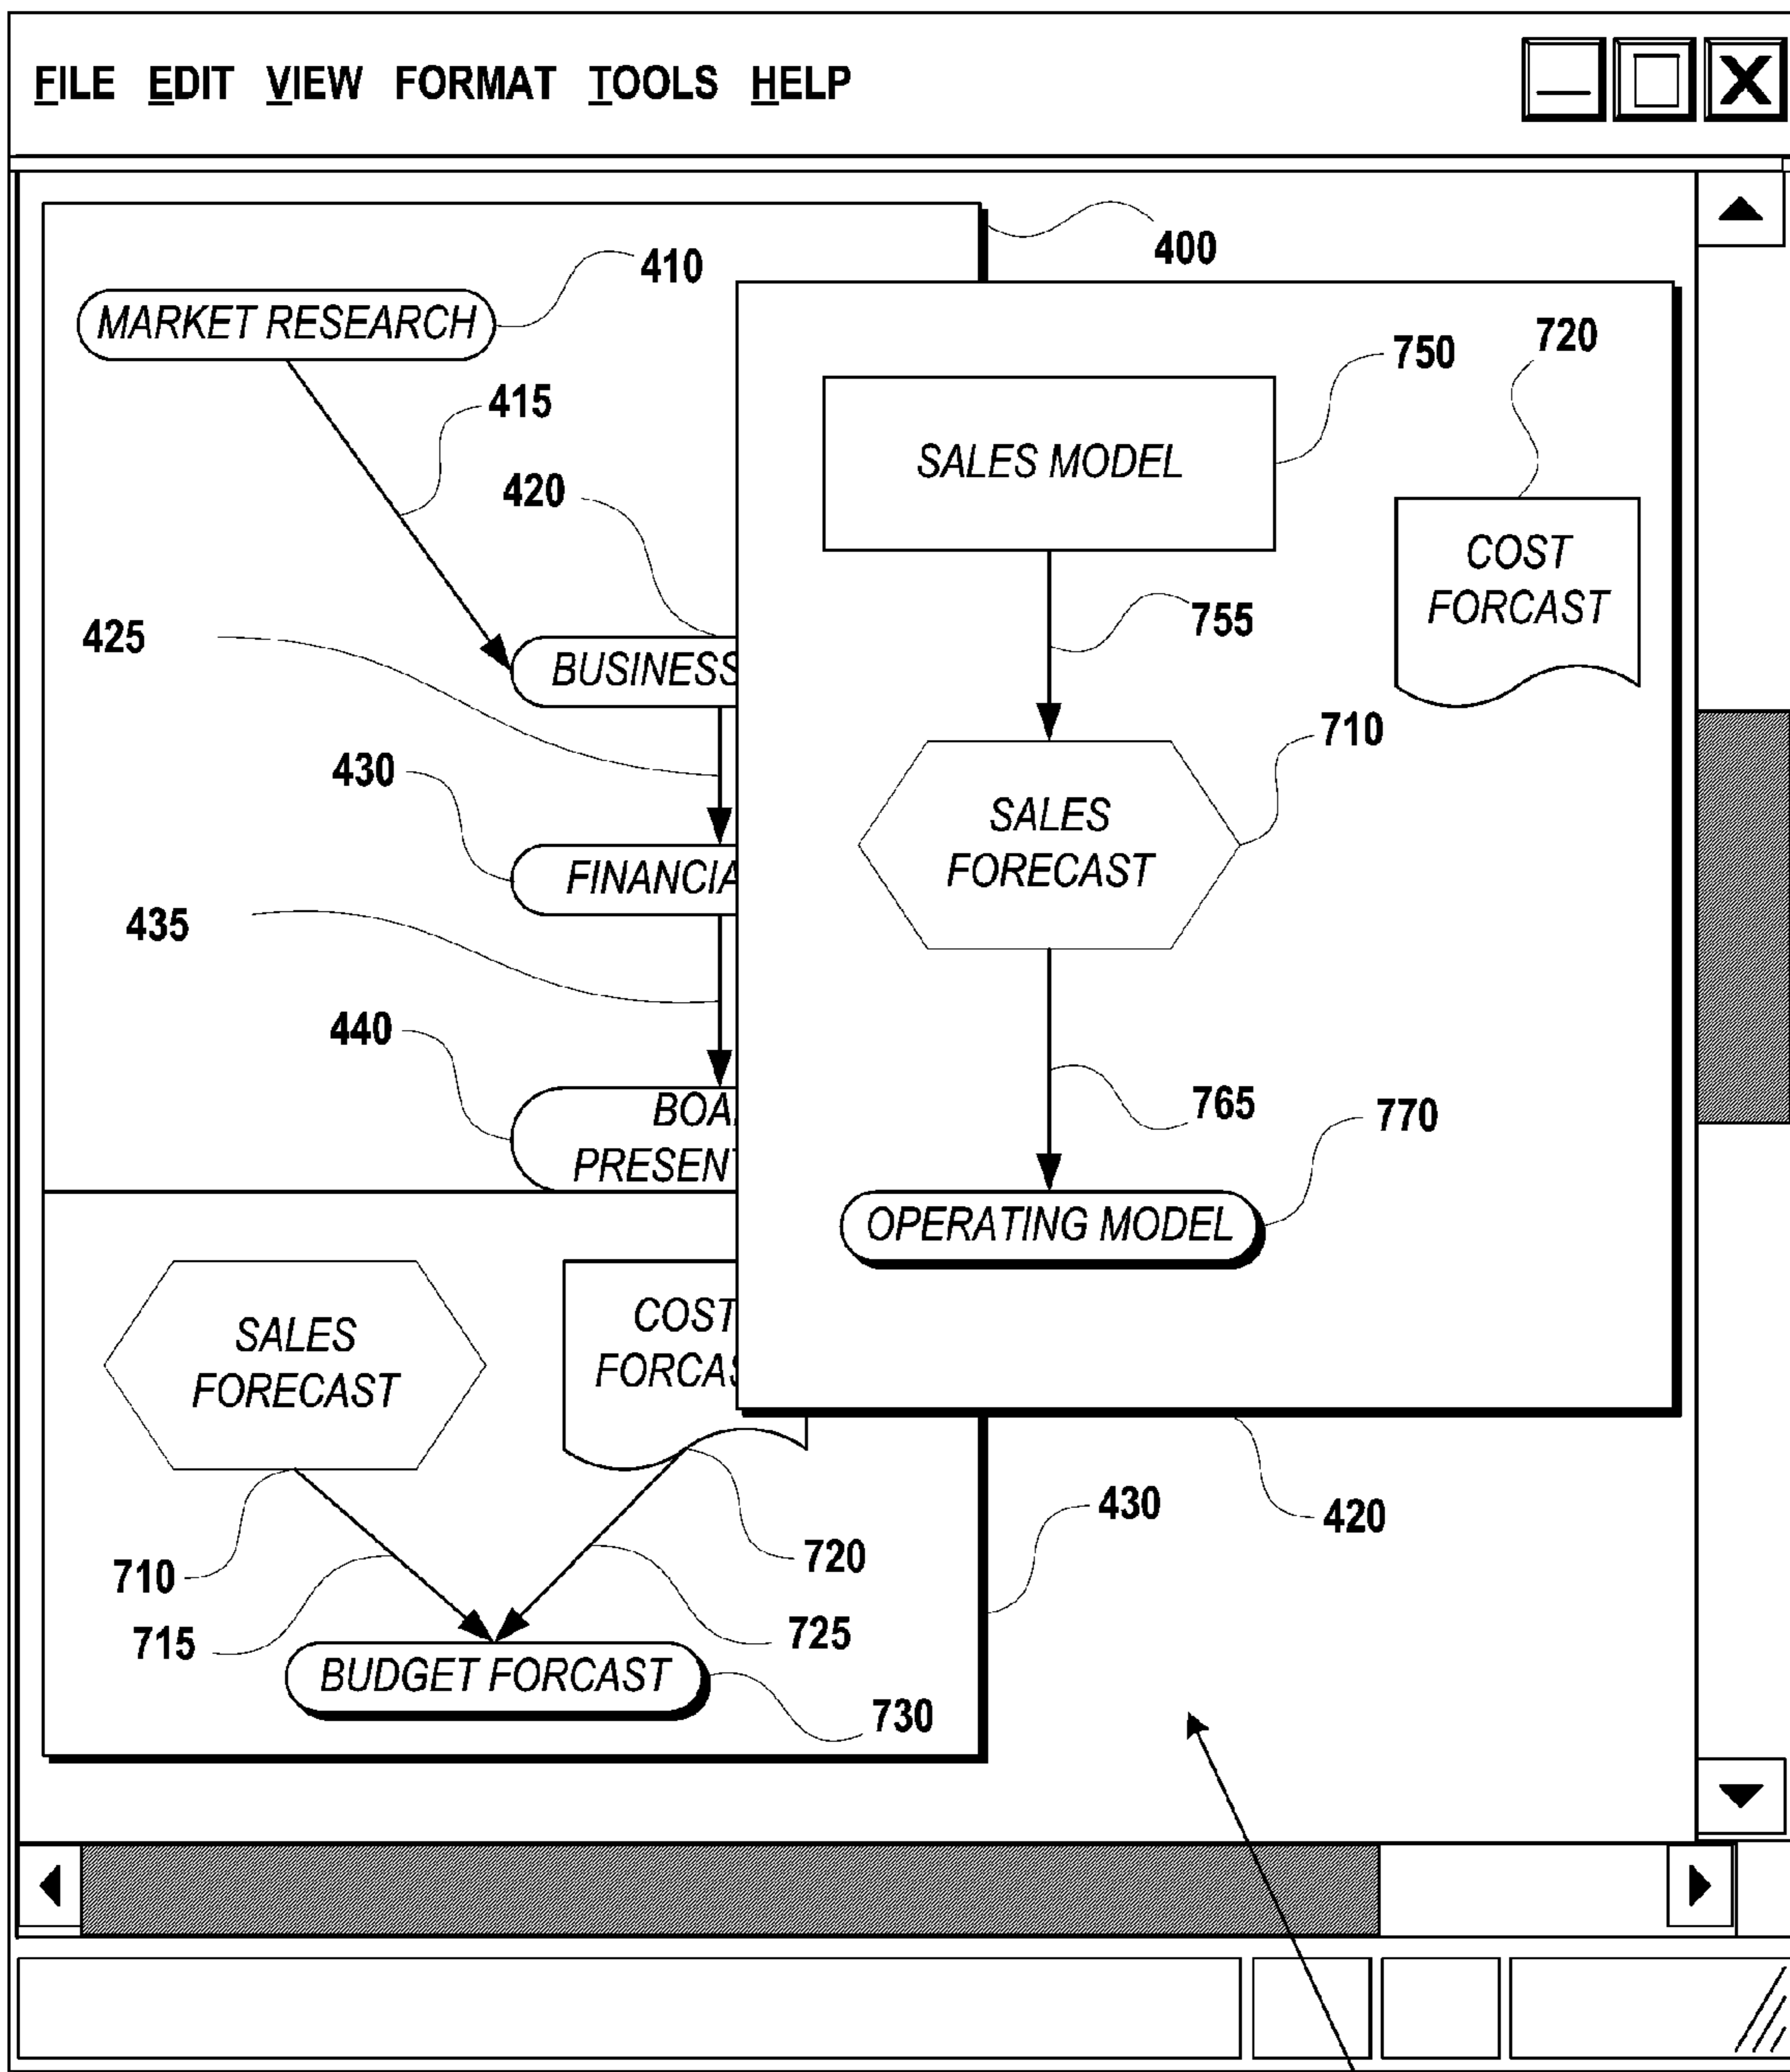 FILE EDIT VIEW FORMAT TOOLS HELP
400
410
MARKET RESEARCH
415
420
425
BUSINESS
430
FINANCIA
435
440
BOA
PRESENT
750
720
SALES MODEL
COST
FORCAST
755
710
SALES
FORECAST
765
770
OPERATING MODEL
SALES
FORECAST
COST
FORCAS
430
420
710
720
715
725
BUDGET FORCAST
730